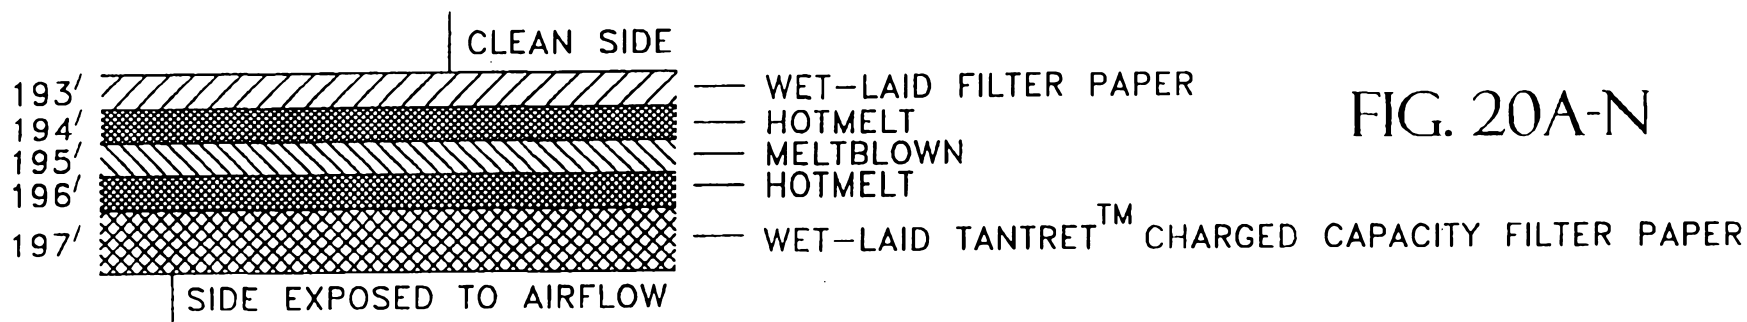 CLEAN SIDE
193' WET-LAID FILTER PAPER
194' HOTMELT
195' MELTBLOWN
196' HOTMELT
197' WET-LAID TANTRET™ CHARGED CAPACITY FILTER PAPER
SIDE EXPOSED TO AIRFLOW
FIG. 20A-N